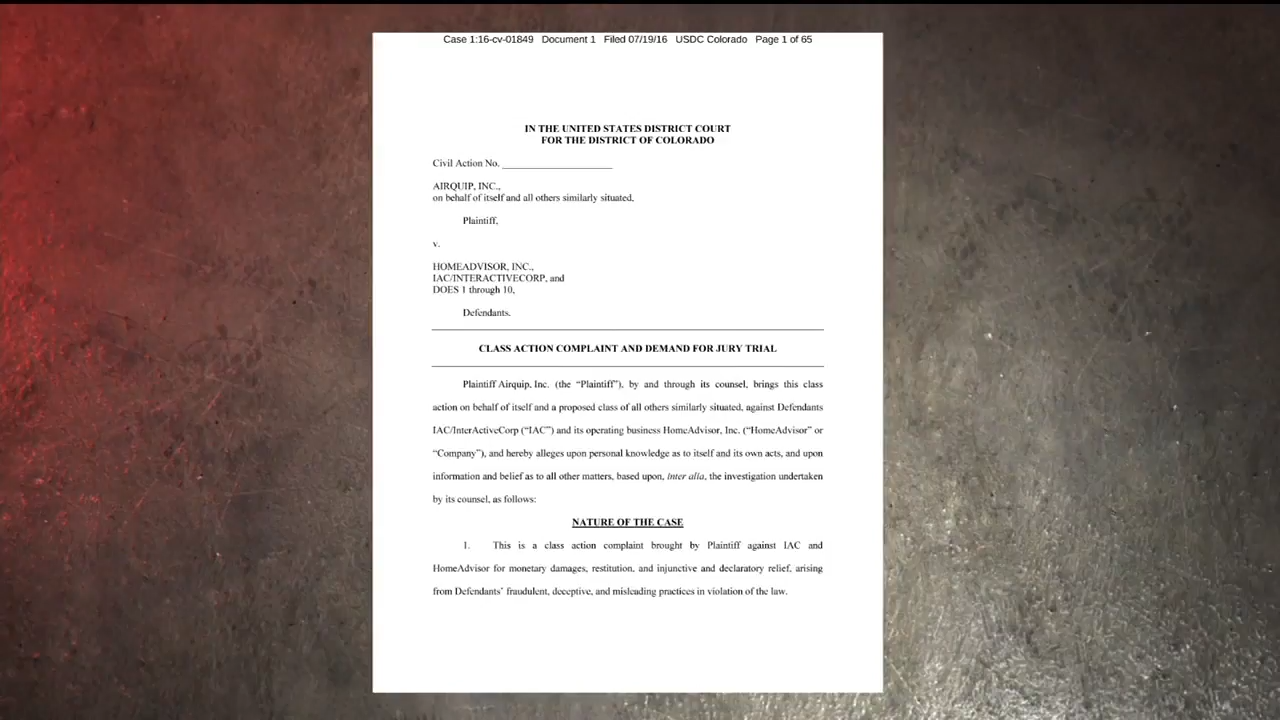 Case 1:16-cv-01849 Document 1 Filed 07/19/16 USDC Colorado Page 1 of 65
IN THE UNITED STATES DISTRICT COURT
FOR THE DISTRICT OF COLORADO
Civil Action No. ____________________
AIRQUIP, INC.,
on behalf of itself and all others similarly situated,
Plaintiff,
v.
HOMEADVISOR, INC.,
IAC/INTERACTIVECORP, and
DOES 1 through 10,
Defendants.
CLASS ACTION COMPLAINT AND DEMAND FOR JURY TRIAL
Plaintiff Airquip, Inc. (the “Plaintiff”), by and through its counsel, brings this class
action on behalf of itself and a proposed class of all others similarly situated, against Defendants
IAC/InterActiveCorp (“IAC”) and its operating business HomeAdvisor, Inc. (“HomeAdvisor” or
“Company”), and hereby alleges upon personal knowledge as to itself and its own acts, and upon
information and belief as to all other matters, based upon, inter alia, the investigation undertaken
by its counsel, as follows:
NATURE OF THE CASE
1. This is a class action complaint brought by Plaintiff against IAC and
HomeAdvisor for monetary damages, restitution, and injunctive and declaratory relief, arising
from Defendants’ fraudulent, deceptive, and misleading practices in violation of the law.